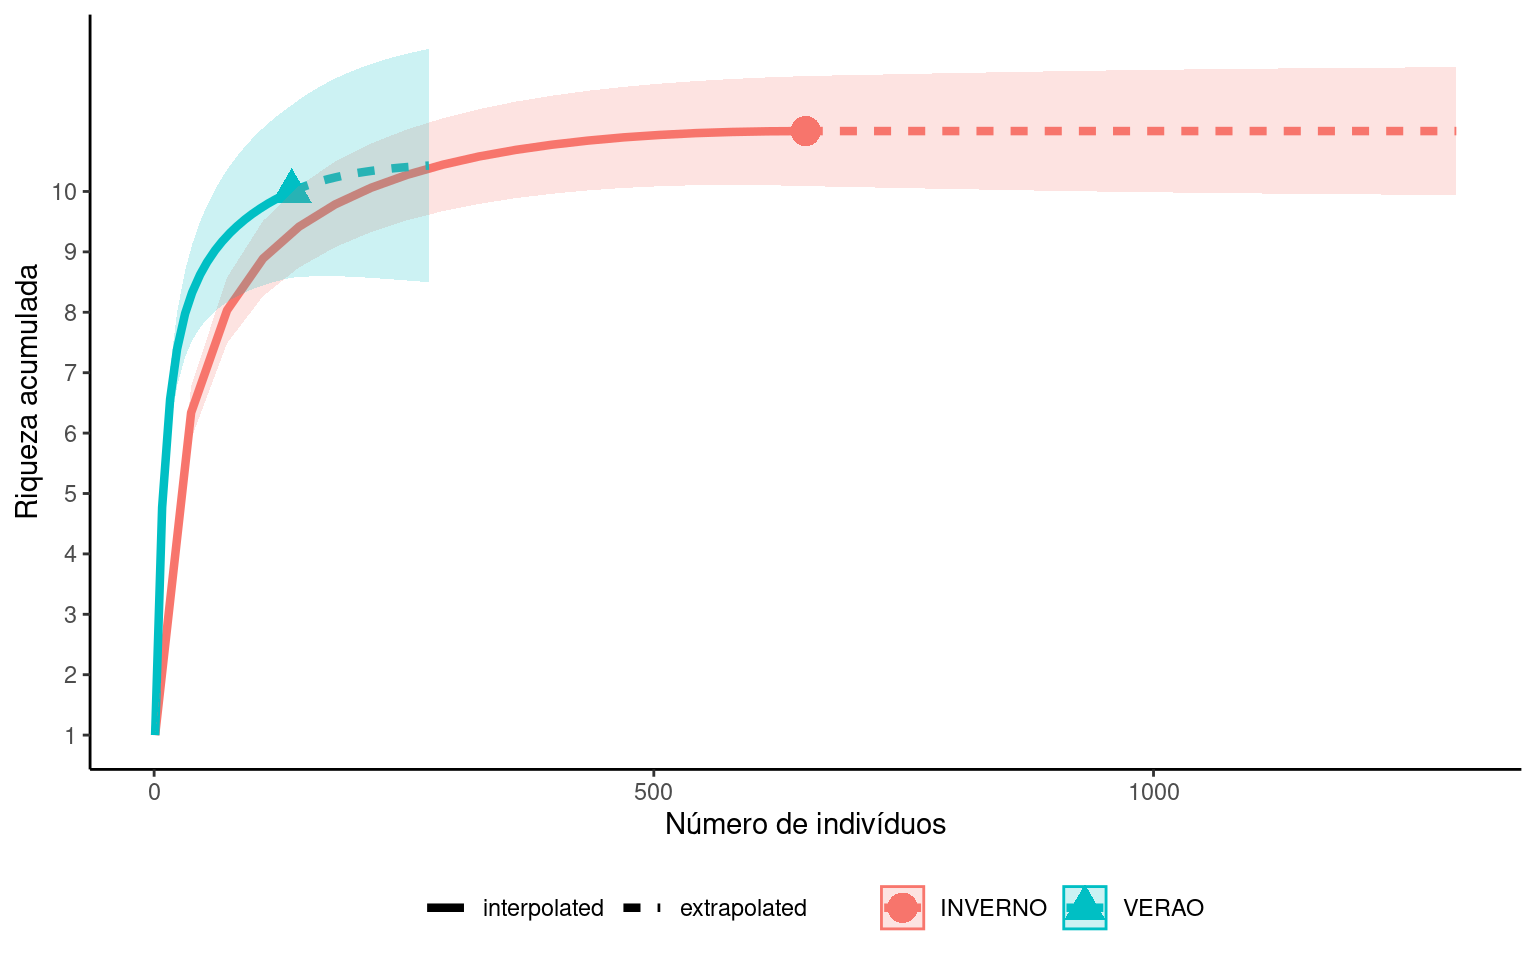 Riqueza acumulada
10
9
8
7
6
5
4
3
2
1
0 500 1000
Número de indivíduos
interpolated extrapolated INVERNO VERAO